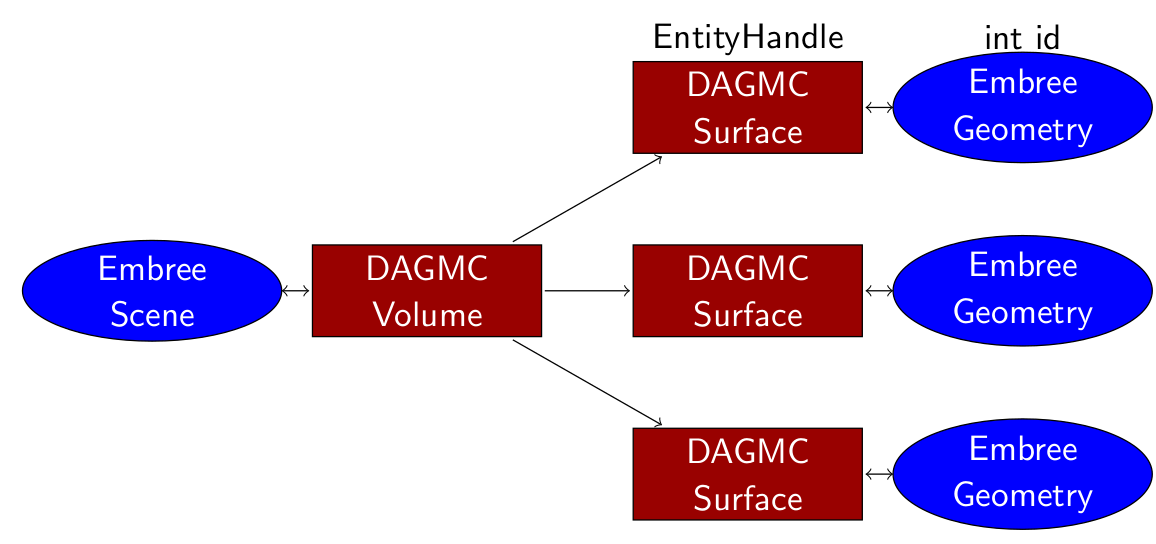 EntityHandle
int id
DAGMC
Surface
Embree
Geometry
Embree
Scene
DAGMC
Volume
DAGMC
Surface
Embree
Geometry
DAGMC
Surface
Embree
Geometry